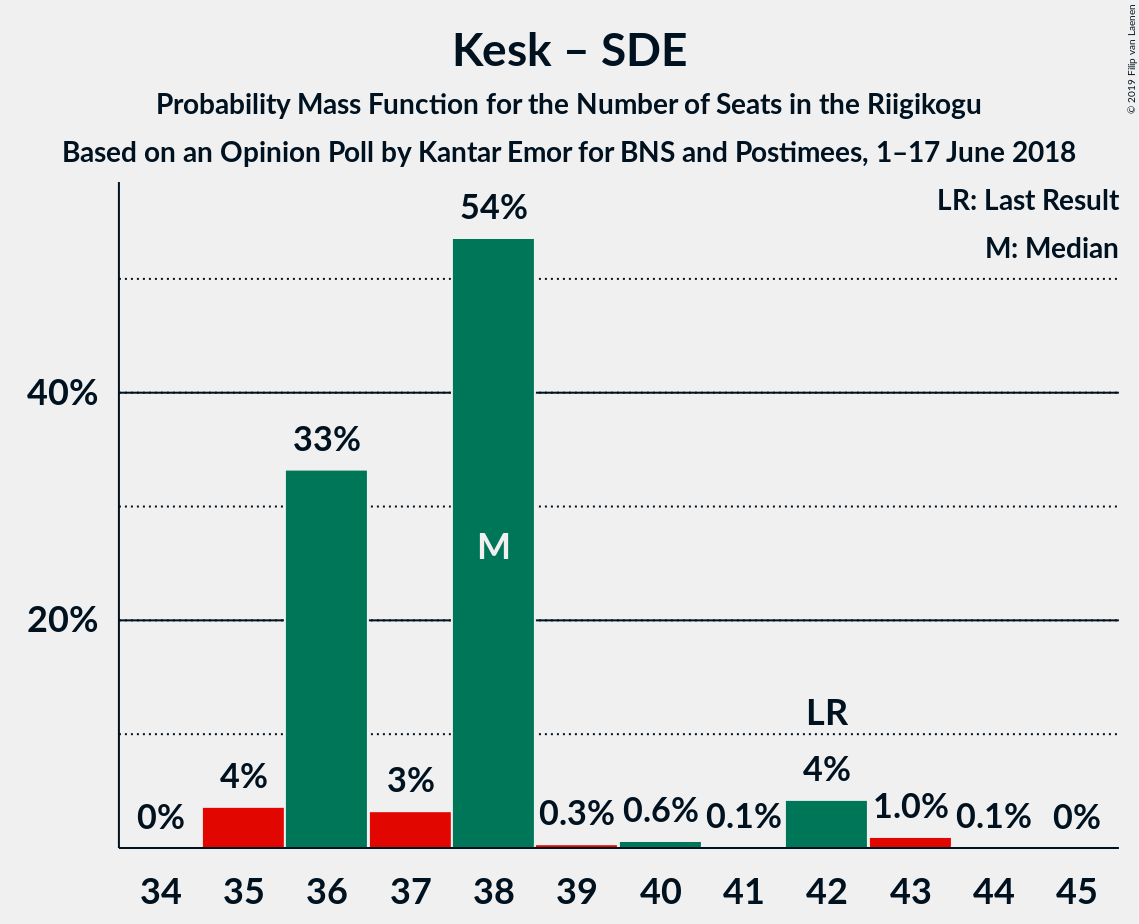 Kesk – SDE
Probability Mass Function for the Number of Seats in the Riigikogu
Based on an Opinion Poll by Kantar Emor for BNS and Postimees, 1–17 June 2018
© 2019 Filip van Laenen
LR: Last Result
M: Median
54%
40%
33%
M
20%
LR
0% 4% 3% 0.3% 0.6% 0.1% 4% 1.0% 0.1% 0%
34 35 36 37 38 39 40 41 42 43 44 45